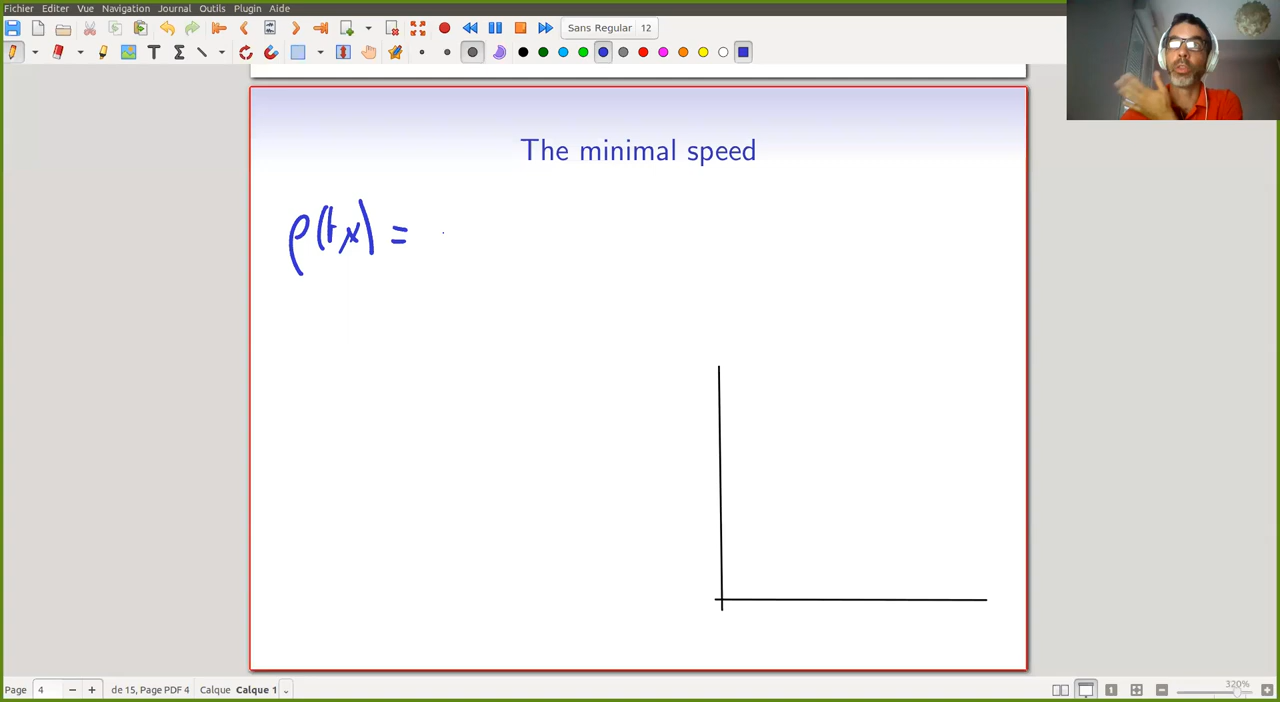 Fichier Editer Vue Navigation Journal Outils Plugin Aide
Sans Regular 12
The minimal speed
ρ(t,x) =
Page 4 de 15, Page PDF 4 Calque Calque 1
320%
1